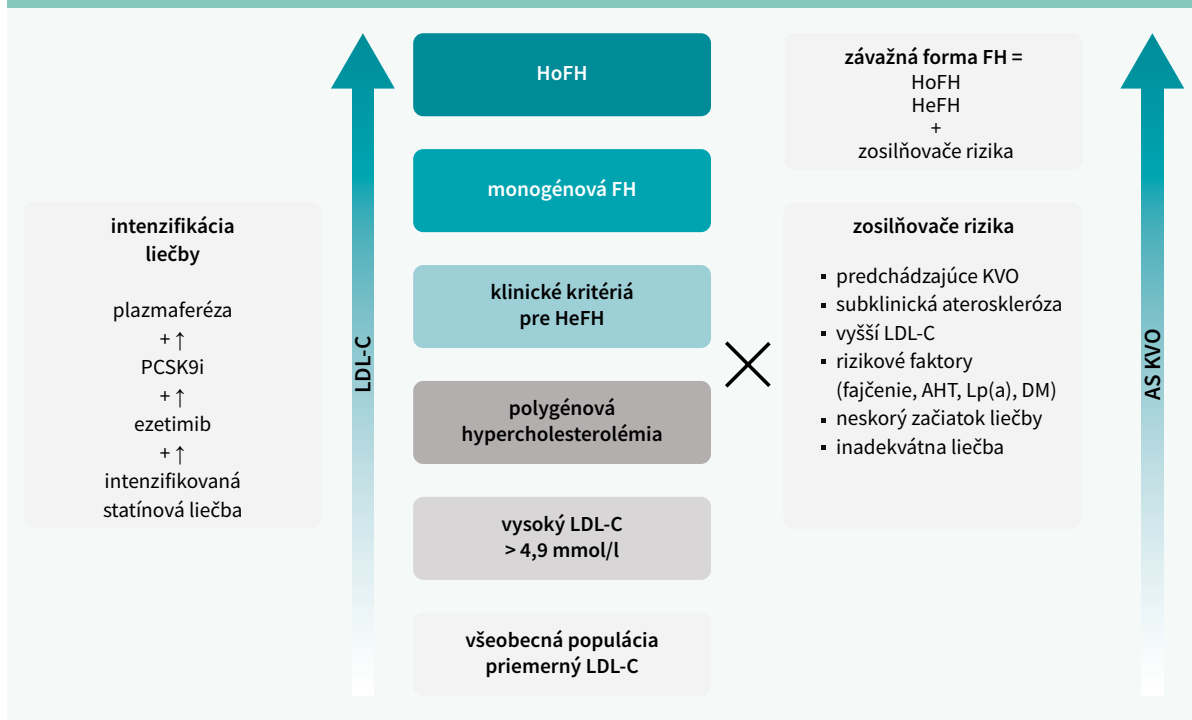 intenzifikácia
liečby
plazmaferéza
+ ↑
PCSK9i
+ ↑
ezetimib
+ ↑
intenzifikovaná
statínová liečba
LDL-C
HoFH
monogénová FH
klinické kritériá
pre HeFH
polygénová
hypercholesterolémia
vysoký LDL-C
> 4,9 mmol/l
všeobecná populácia
priemerný LDL-C
závažná forma FH =
HoFH
HeFH
+
zosilňovače rizika
zosilňovače rizika
▪ predchádzajúce KVO
▪ subklinická ateroskleróza
▪ vyšší LDL-C
▪ rizikové faktory
(fajčenie, AHT, Lp(a), DM)
▪ neskorý začiatok liečby
▪ inadekvátna liečba
AS KVO